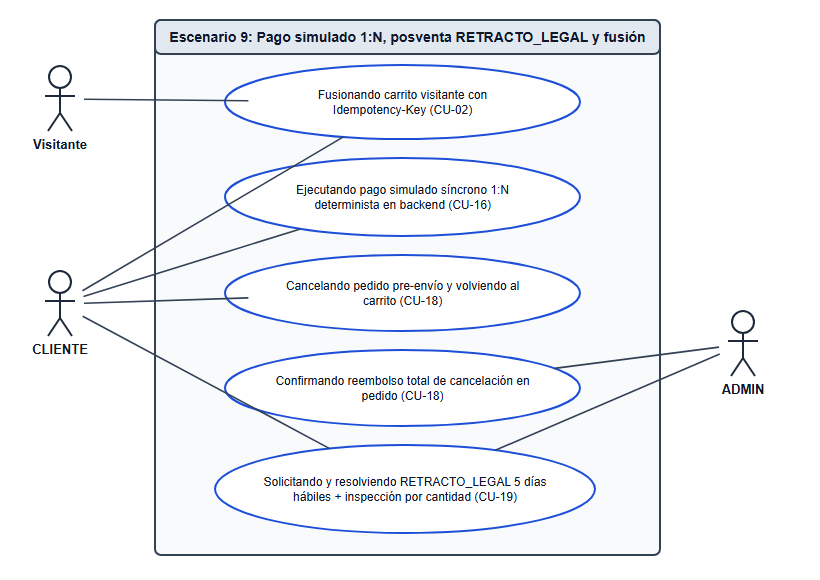 Escenario 9: Pago simulado 1:N, posventa RETRACTO_LEGAL y fusión
Fusionando carrito visitante con
Idempotency-Key (CU-02)
Visitante
Ejecutando pago simulado síncrono 1:N
determinista en backend (CU-16)
Cancelando pedido pre-envío y volviendo al
carrito (CU-18)
CLIENTE
Confirmando reembolso total de cancelación en
pedido (CU-18)
ADMIN
Solicitando y resolviendo RETRACTO_LEGAL 5 días
hábiles + inspección por cantidad (CU-19)